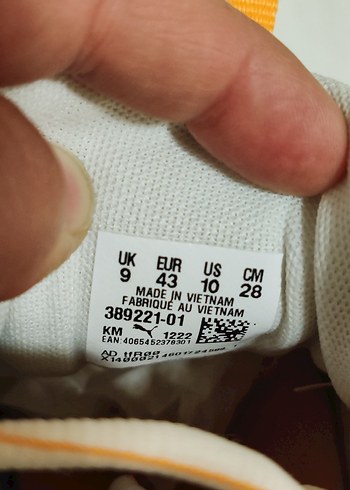 UK EUR US CM
9 43 10 28
MADE IN VIETNAM
FABRIQUÉ AU VIETNAM
389221-01
KM 1222
EAN:4065452378301